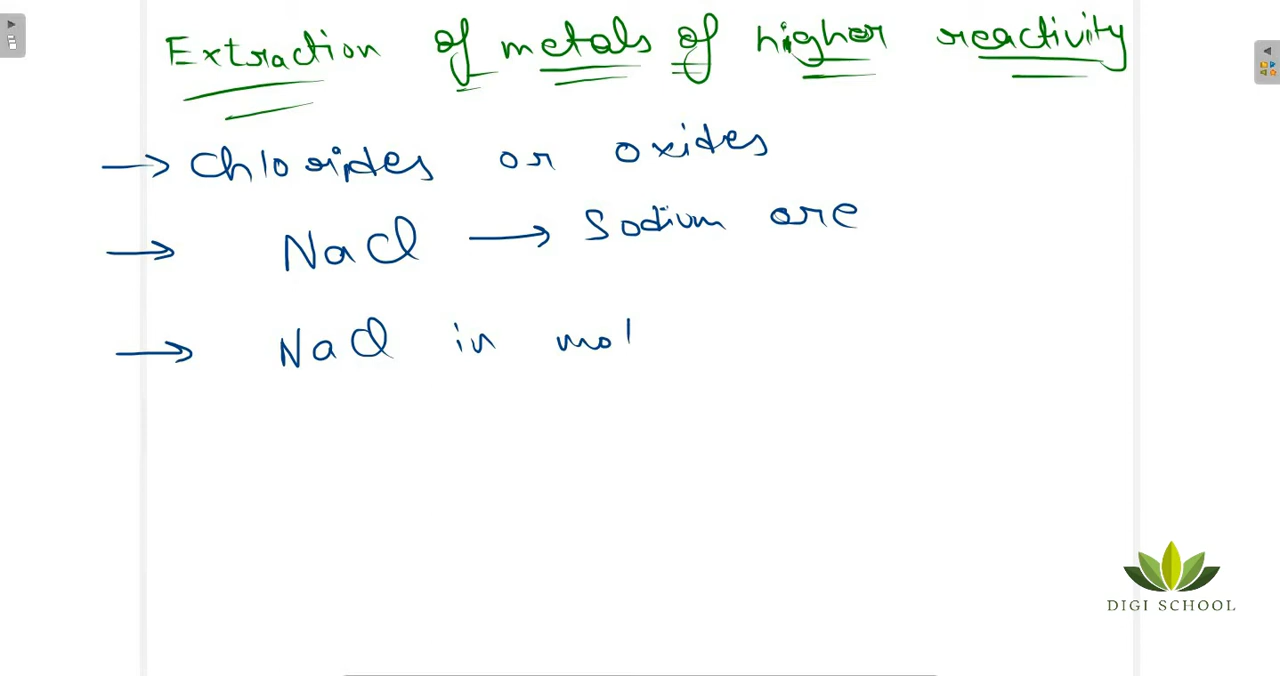 Extraction of metals of higher reactivity
→ Chlorides or oxides
→ NaCl → Sodium ore
→ NaCl in mol
DIGI SCHOOL